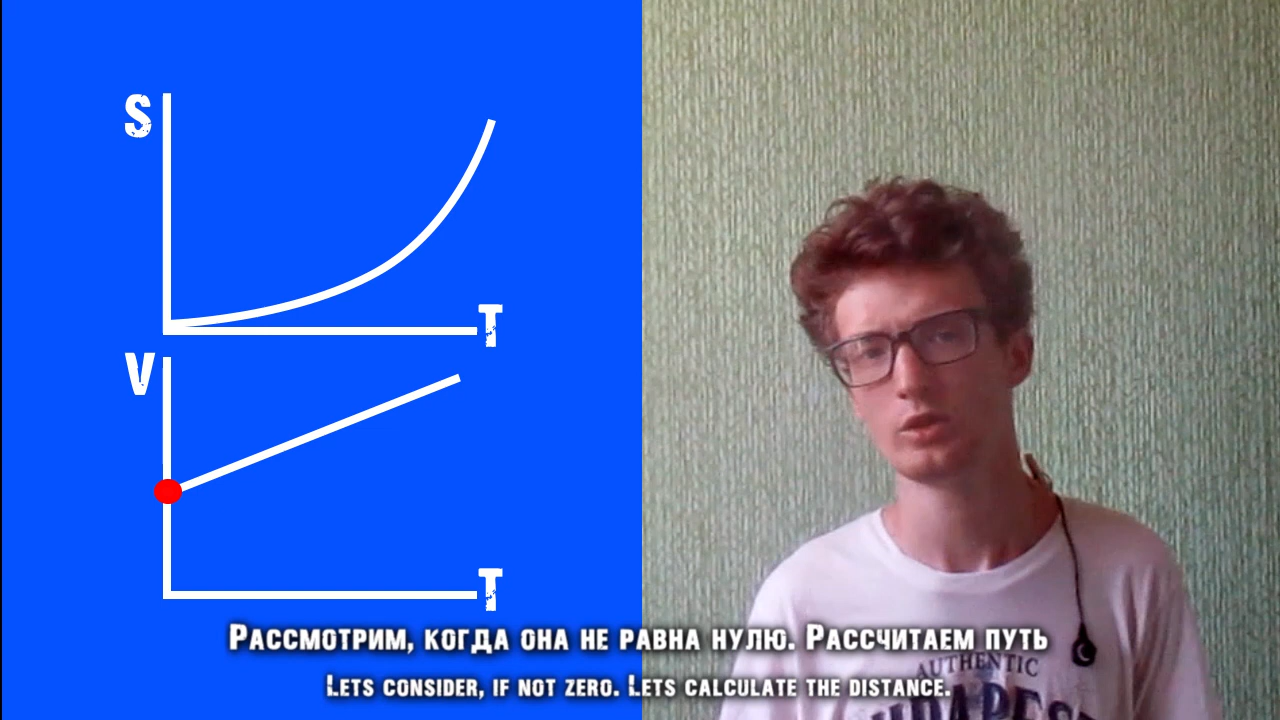 S
T
V
T
Рассмотрим, когда она не равна нулю. Рассчитаем путь
Lets consider, if not zero. Lets calculate the distance.
AUTHENTIC